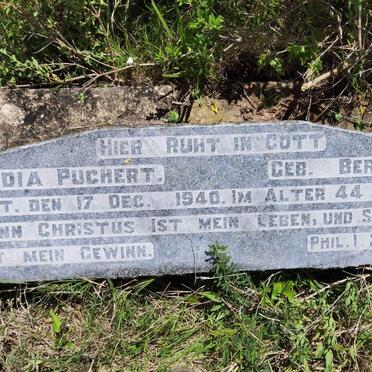 HIER RUHT IN GOTT
DIA PUCHERT. GEB. BER
T. DEN 17 DEC. 1940. IM ALTER 44
NN CHRISTUS IST MEIN LEBEN, UND S
T MEIN GEWINN. PHIL. I.